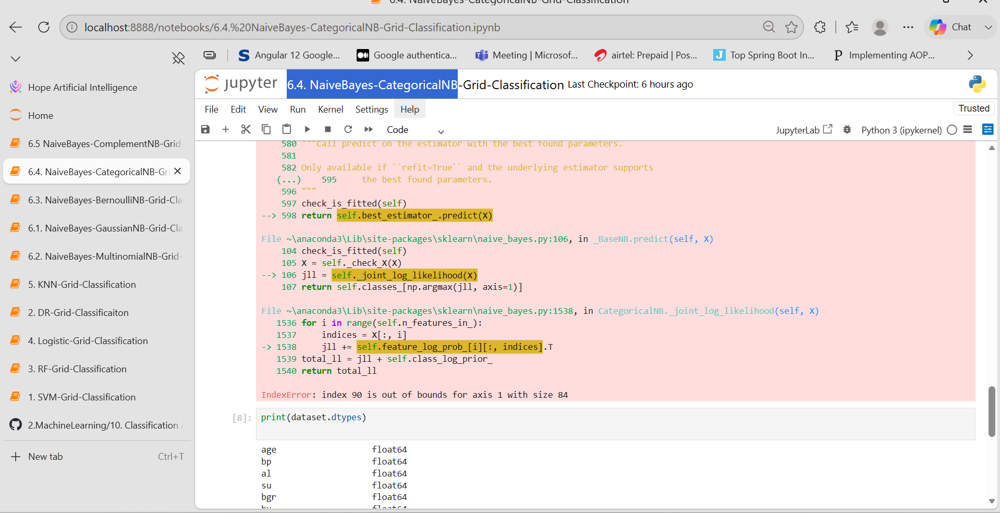 6.4. NaiveBayes-CategoricalNB-Grid-Classification
localhost:8888/notebooks/6.4.%20NaiveBayes-CategoricalNB-Grid-Classification.ipynb
Chat
Angular 12 Google...
Google authentica...
Meeting | Microsof...
airtel: Prepaid | Pos...
Top Spring Boot In...
Implementing AOP...
Hope Artificial Intelligence
Home
6.5 NaiveBayes-ComplementNB-Grid-
6.4. NaiveBayes-CategoricalNB-Gri
6.3. NaiveBayes-BernoulliNB-Grid-Cla
6.1. NaiveBayes-GaussianNB-Grid-Cla
6.2. NaiveBayes-MultinomialNB-Grid-
5. KNN-Grid-Classification
2. DR-Grid-Classificaiton
4. Logistic-Grid-Classification
3. RF-Grid-Classification
1. SVM-Grid-Classification
2.MachineLearning/10. Classification
New tab Ctrl+T
jupyter 6.4. NaiveBayes-CategoricalNB-Grid-Classification Last Checkpoint: 6 hours ago
File Edit View Run Kernel Settings Help
Trusted
Code
JupyterLab
Python 3 (ipykernel)
580 """Call predict on the estimator with the best found parameters.
581
582 Only available if ``refit=True`` and the underlying estimator supports
(...) 595 the best found parameters.
596 """
597 check_is_fitted(self)
--> 598 return self.best_estimator_.predict(X)
File ~\anaconda3\Lib\site-packages\sklearn\naive_bayes.py:106, in _BaseNB.predict(self, X)
104 check_is_fitted(self)
105 X = self._check_X(X)
--> 106 jll = self._joint_log_likelihood(X)
107 return self.classes_[np.argmax(jll, axis=1)]
File ~\anaconda3\Lib\site-packages\sklearn\naive_bayes.py:1538, in CategoricalNB._joint_log_likelihood(self, X)
1536 for i in range(self.n_features_in_):
1537 indices = X[:, i]
-> 1538 jll += self.feature_log_prob_[i][:, indices].T
1539 total_ll = jll + self.class_log_prior_
1540 return total_ll
IndexError: index 90 is out of bounds for axis 1 with size 84
[8]: print(dataset.dtypes)
age float64
bp float64
al float64
su float64
bgr float64